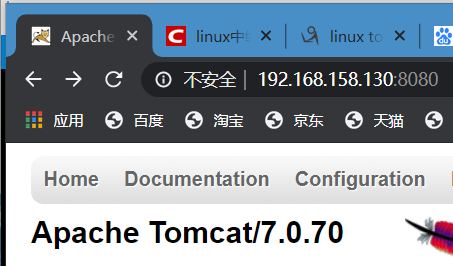 Apache linux中 linux to
不安全 192.168.158.130:8080
应用 百度 淘宝 京东 天猫
Home Documentation Configuration
Apache Tomcat/7.0.70